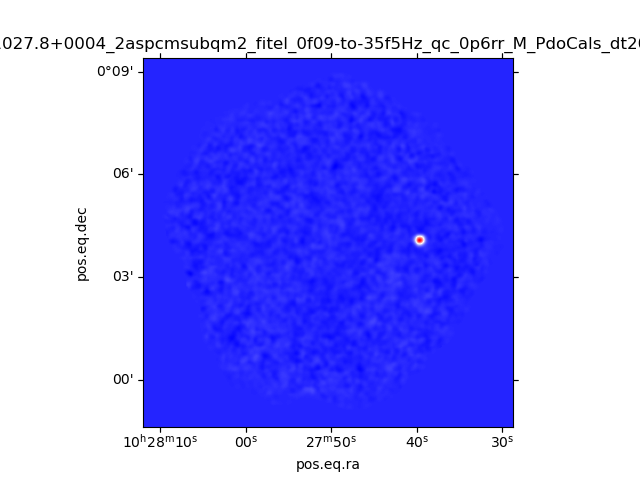 .027.8+0004_2aspcmsubqm2_fitel_0f09-to-35f5Hz_qc_0p6rr_M_PdoCals_dt20
0°09'
06'
03'
00'
pos.eq.dec
10h28m10s 00s 27m50s 40s 30s
pos.eq.ra